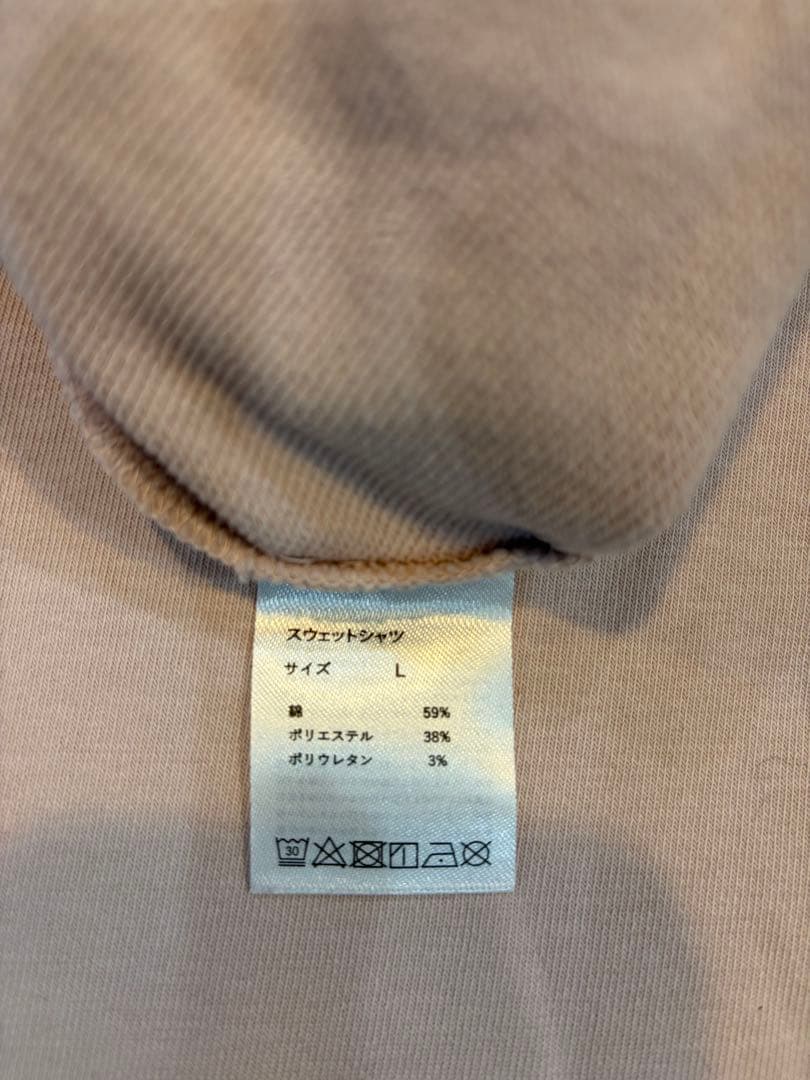 スウェットシャツ
サイズ L
綿 59%
ポリエステル 38%
ポリウレタン 3%
30